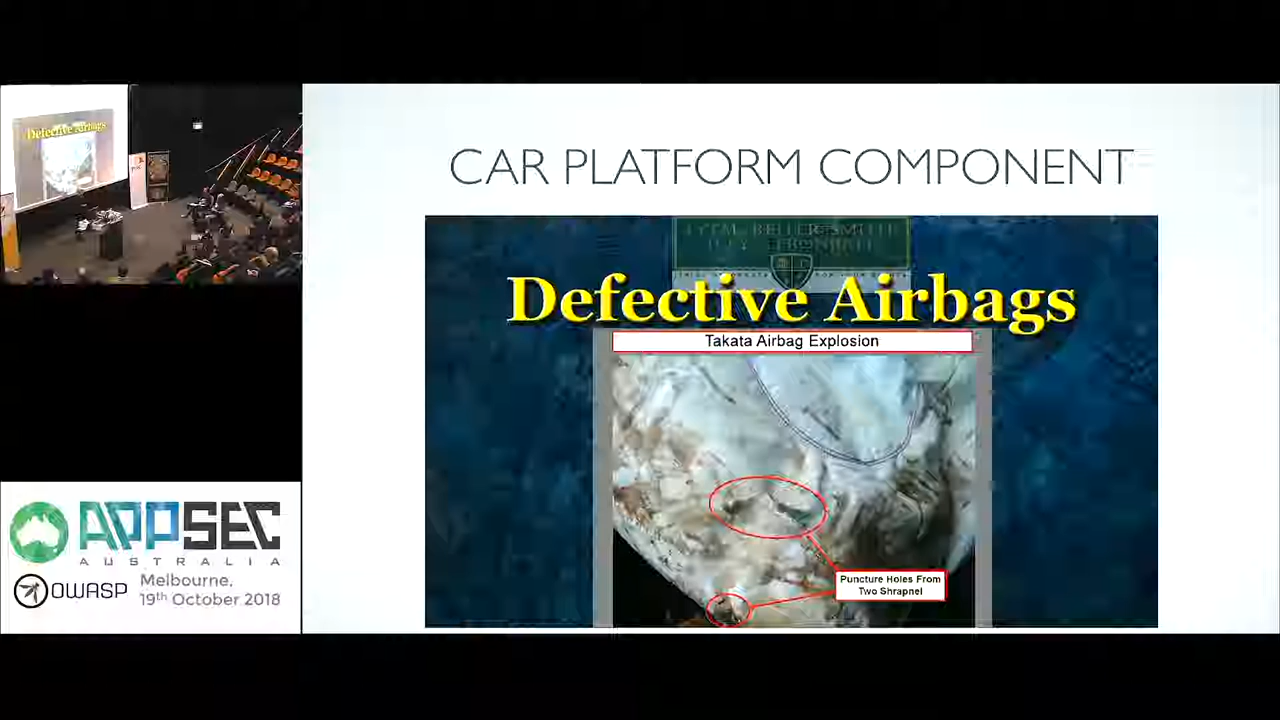 CAR PLATFORM COMPONENT
Defective Airbags
Takata Airbag Explosion
Puncture Holes From
Two Shrapnel
Defective Airbags
APPSEC
AUSTRALIA
OWASP
Melbourne,
19th October 2018